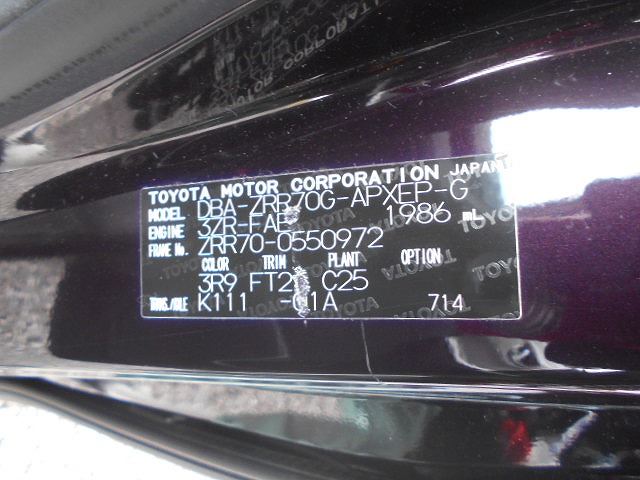 TOYOTA MOTOR CORPORATION JAPAN
MODEL DBA-ZRR70G-APXEP-G
ENGINE 3ZR-FAE 1986 mL
FRAME No. ZRR70-0550972
COLOR TRIM PLANT OPTION
3R9 C25
TRANS./AXLE K111 -01A 714